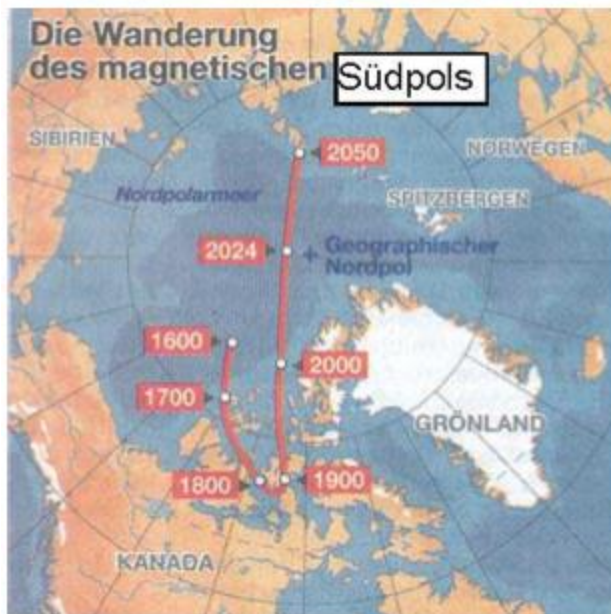 Die Wanderung
des magnetischen Südpols
SIBIRIEN
NORWEGEN
2050
Nordpolarmeer
SPITZBERGEN
2024
Geographischer
Nordpol
1600
2000
1700
GRÖNLAND
1800
1900
KANADA